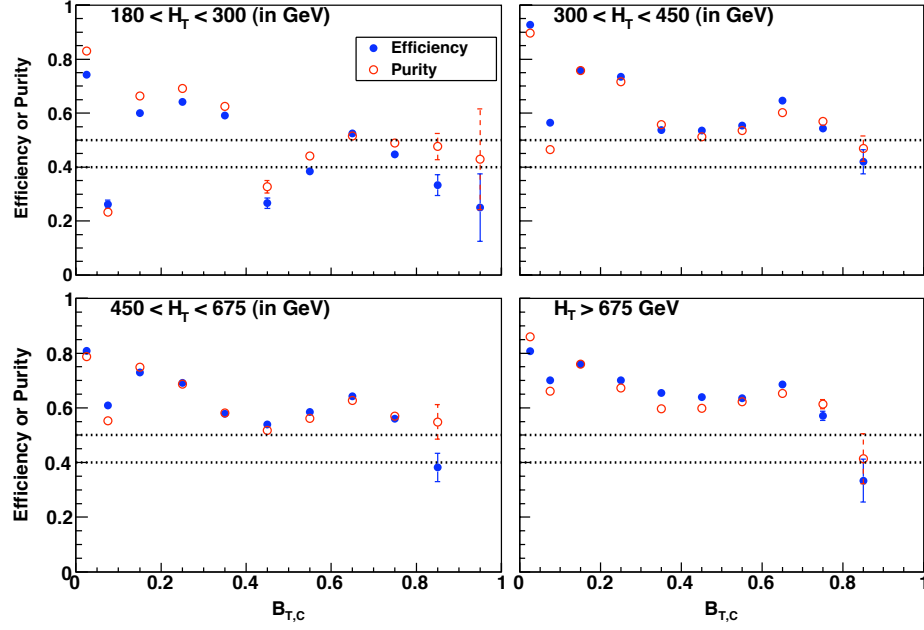 180 < H_T < 300 (in GeV)
Efficiency
Purity
Efficiency or Purity
1
0.8
0.6
0.4
0.2
0
300 < H_T < 450 (in GeV)
450 < H_T < 675 (in GeV)
Efficiency or Purity
1
0.8
0.6
0.4
0.2
0
0 0.2 0.4 0.6 0.8 1
B_T,C
H_T > 675 GeV
0.2 0.4 0.6 0.8 1
B_T,C